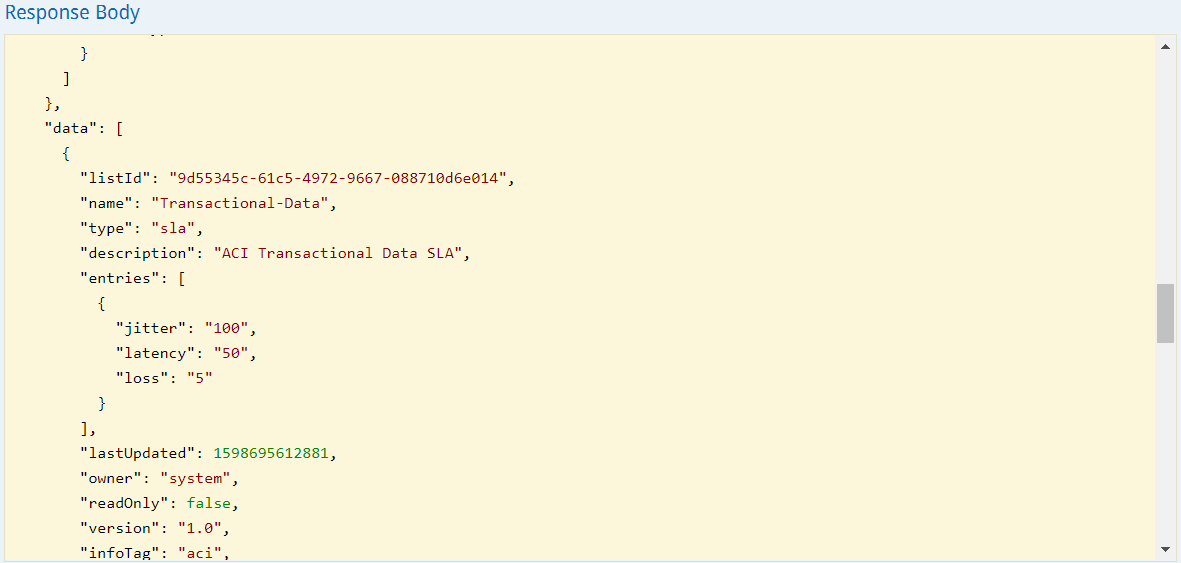 Response Body
}
]
},
"data": [
{
"listId": "9d55345c-61c5-4972-9667-088710d6e014",
"name": "Transactional-Data",
"type": "sla",
"description": "ACI Transactional Data SLA",
"entries": [
{
"jitter": "100",
"latency": "50",
"loss": "5"
}
],
"lastUpdated": 1598695612881,
"owner": "system",
"readOnly": false,
"version": "1.0",
"infoTag": "aci",